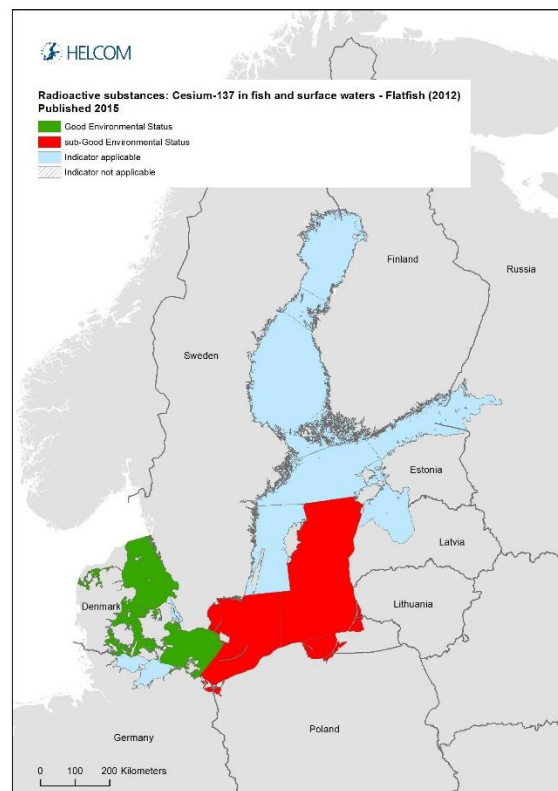 HELCOM
Radioactive substances: Cesium-137 in fish and surface waters - Flatfish (2012)
Published 2015
Good Environmental Status
sub-Good Environmental Status
Indicator applicable
Indicator not applicable
Finland
Russia
Sweden
Estonia
Latvia
Denmark
Lithuania
Poland
Germany
0 100 200 Kilometers